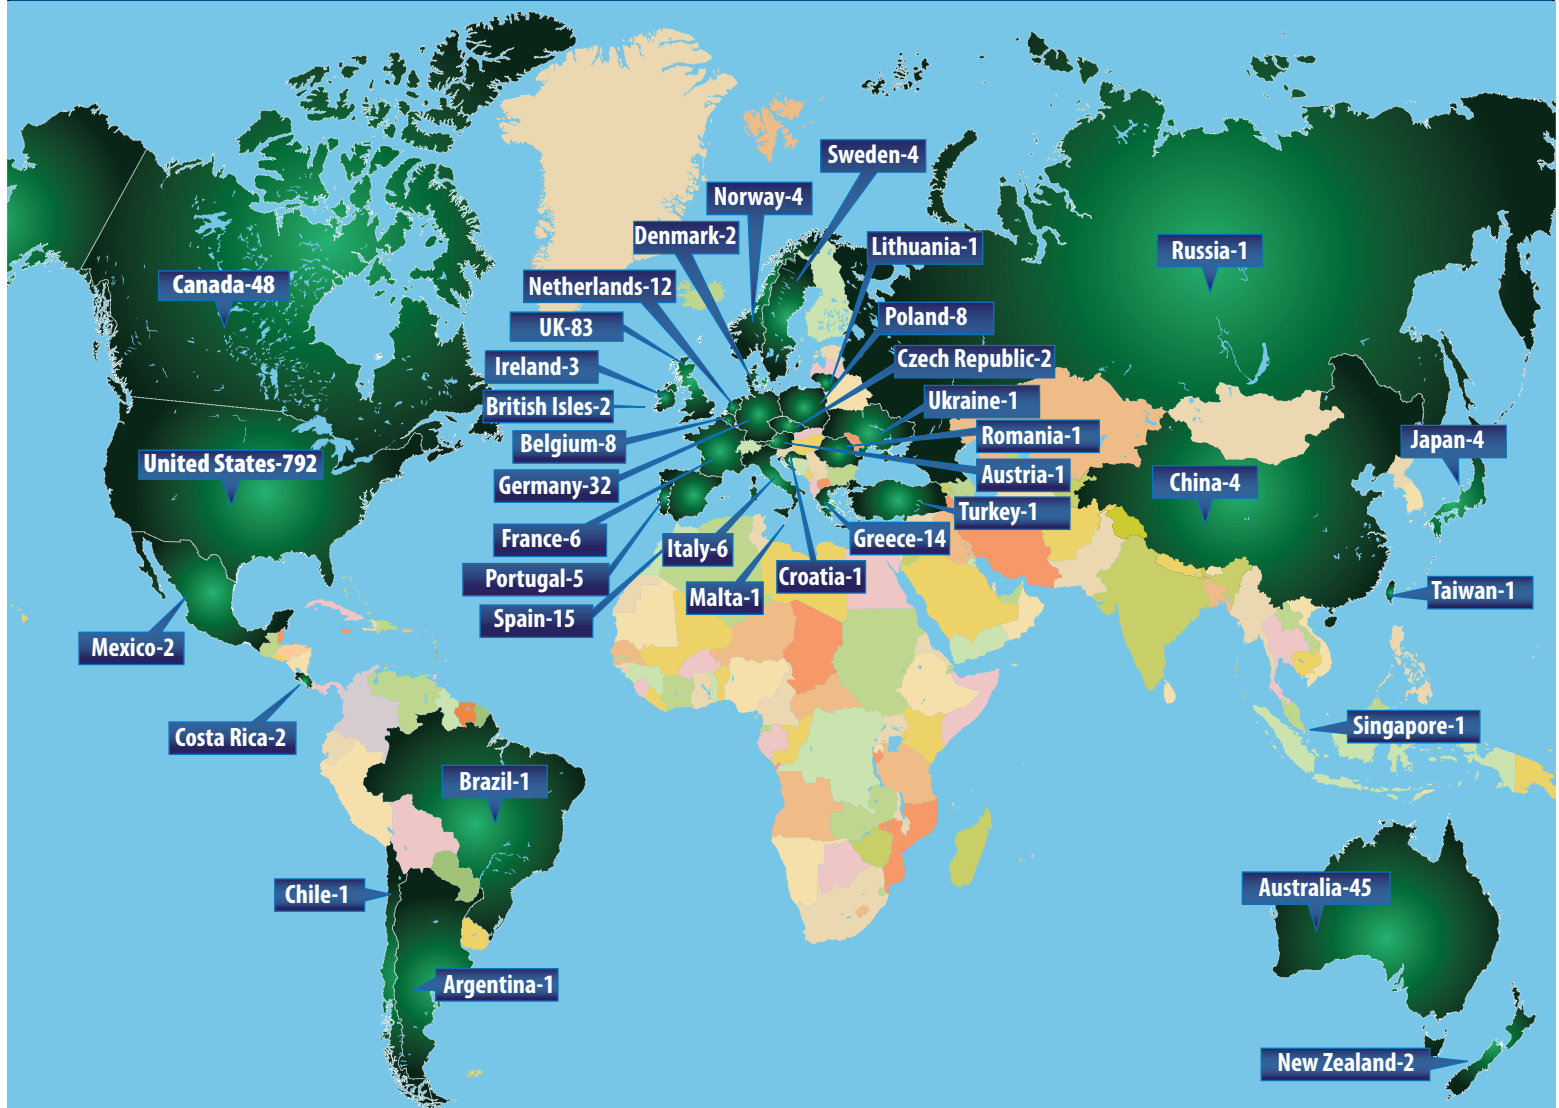 Sweden-4
Norway-4
Denmark-2
Lithuania-1
Russia-1
Canada-48
Netherlands-12
UK-83
Poland-8
Ireland-3
Czech Republic-2
British Isles-2
Ukraine-1
Belgium-8
Romania-1
Japan-4
United States-792
Germany-32
Austria-1
China-4
Turkey-1
France-6
Italy-6
Greece-14
Portugal-5
Croatia-1
Malta-1
Taiwan-1
Spain-15
Mexico-2
Costa Rica-2
Singapore-1
Brazil-1
Chile-1
Australia-45
Argentina-1
New Zealand-2